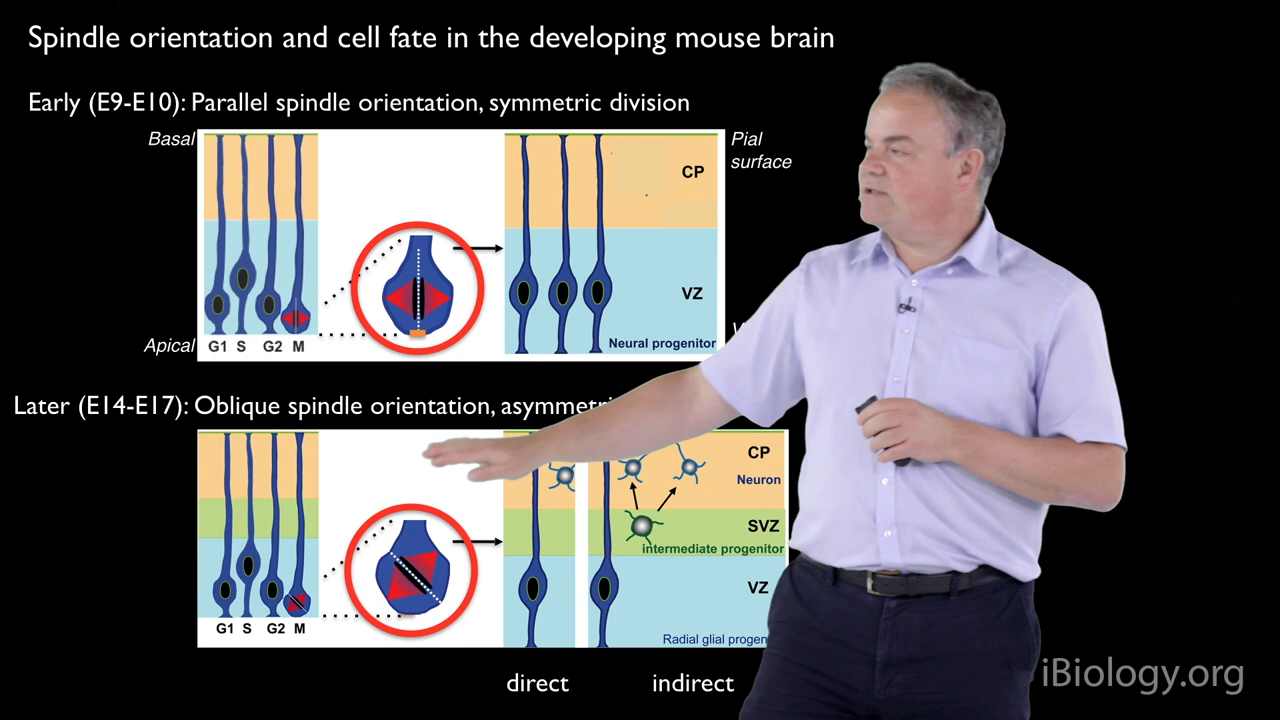 Spindle orientation and cell fate in the developing mouse brain
Early (E9-E10): Parallel spindle orientation, symmetric division
Basal
Pial
surface
CP
VZ
Neural progenitor
Apical
G1 S G2 M
Later (E14-E17): Oblique spindle orientation,
CP
Neuron
SVZ
intermediate progenitor
VZ
Radial glial
G1 S G2 M
direct
indirect
iBiology.org